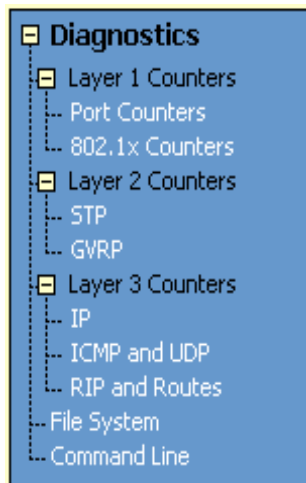 Diagnostics
Layer 1 Counters
Port Counters
802.1x Counters
Layer 2 Counters
STP
GVRP
Layer 3 Counters
IP
ICMP and UDP
RIP and Routes
File System
Command Line